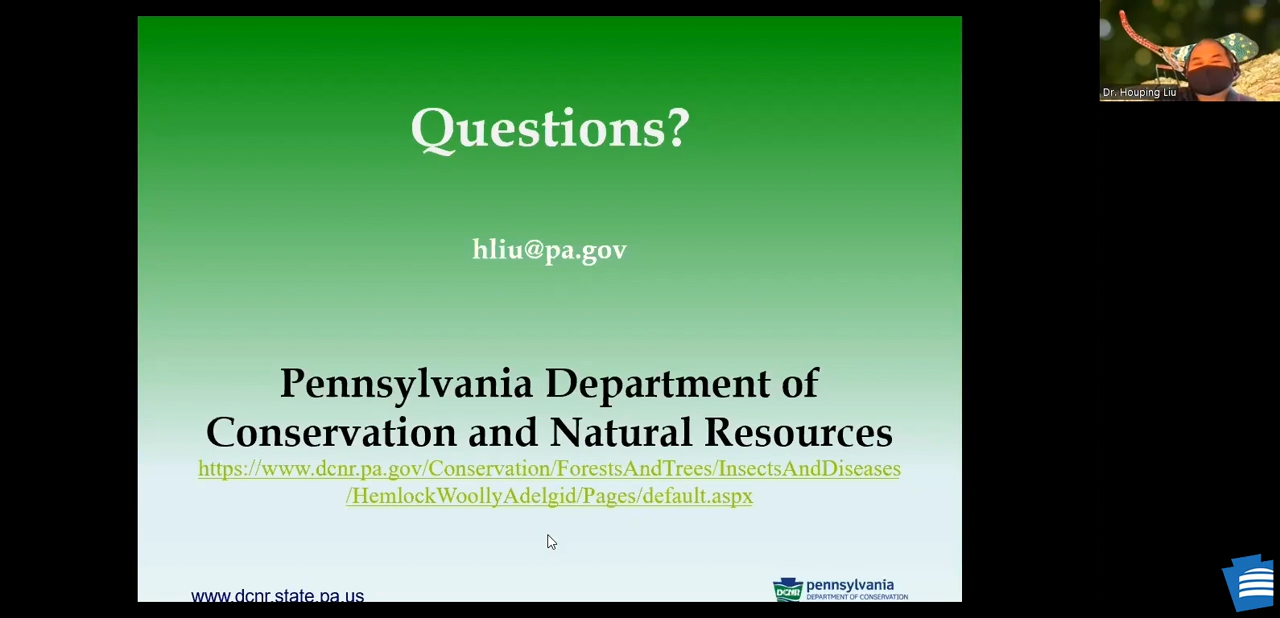 Dr. Houping Liu
Questions?
hliu@pa.gov
Pennsylvania Department of
Conservation and Natural Resources
https://www.dcnr.pa.gov/Conservation/ForestsAndTrees/InsectsAndDiseases
/HemlockWoollyAdelgid/Pages/default.aspx
www.dcnr.state.pa.us
DCNR
pennsylvania
DEPARTMENT OF CONSERVATION